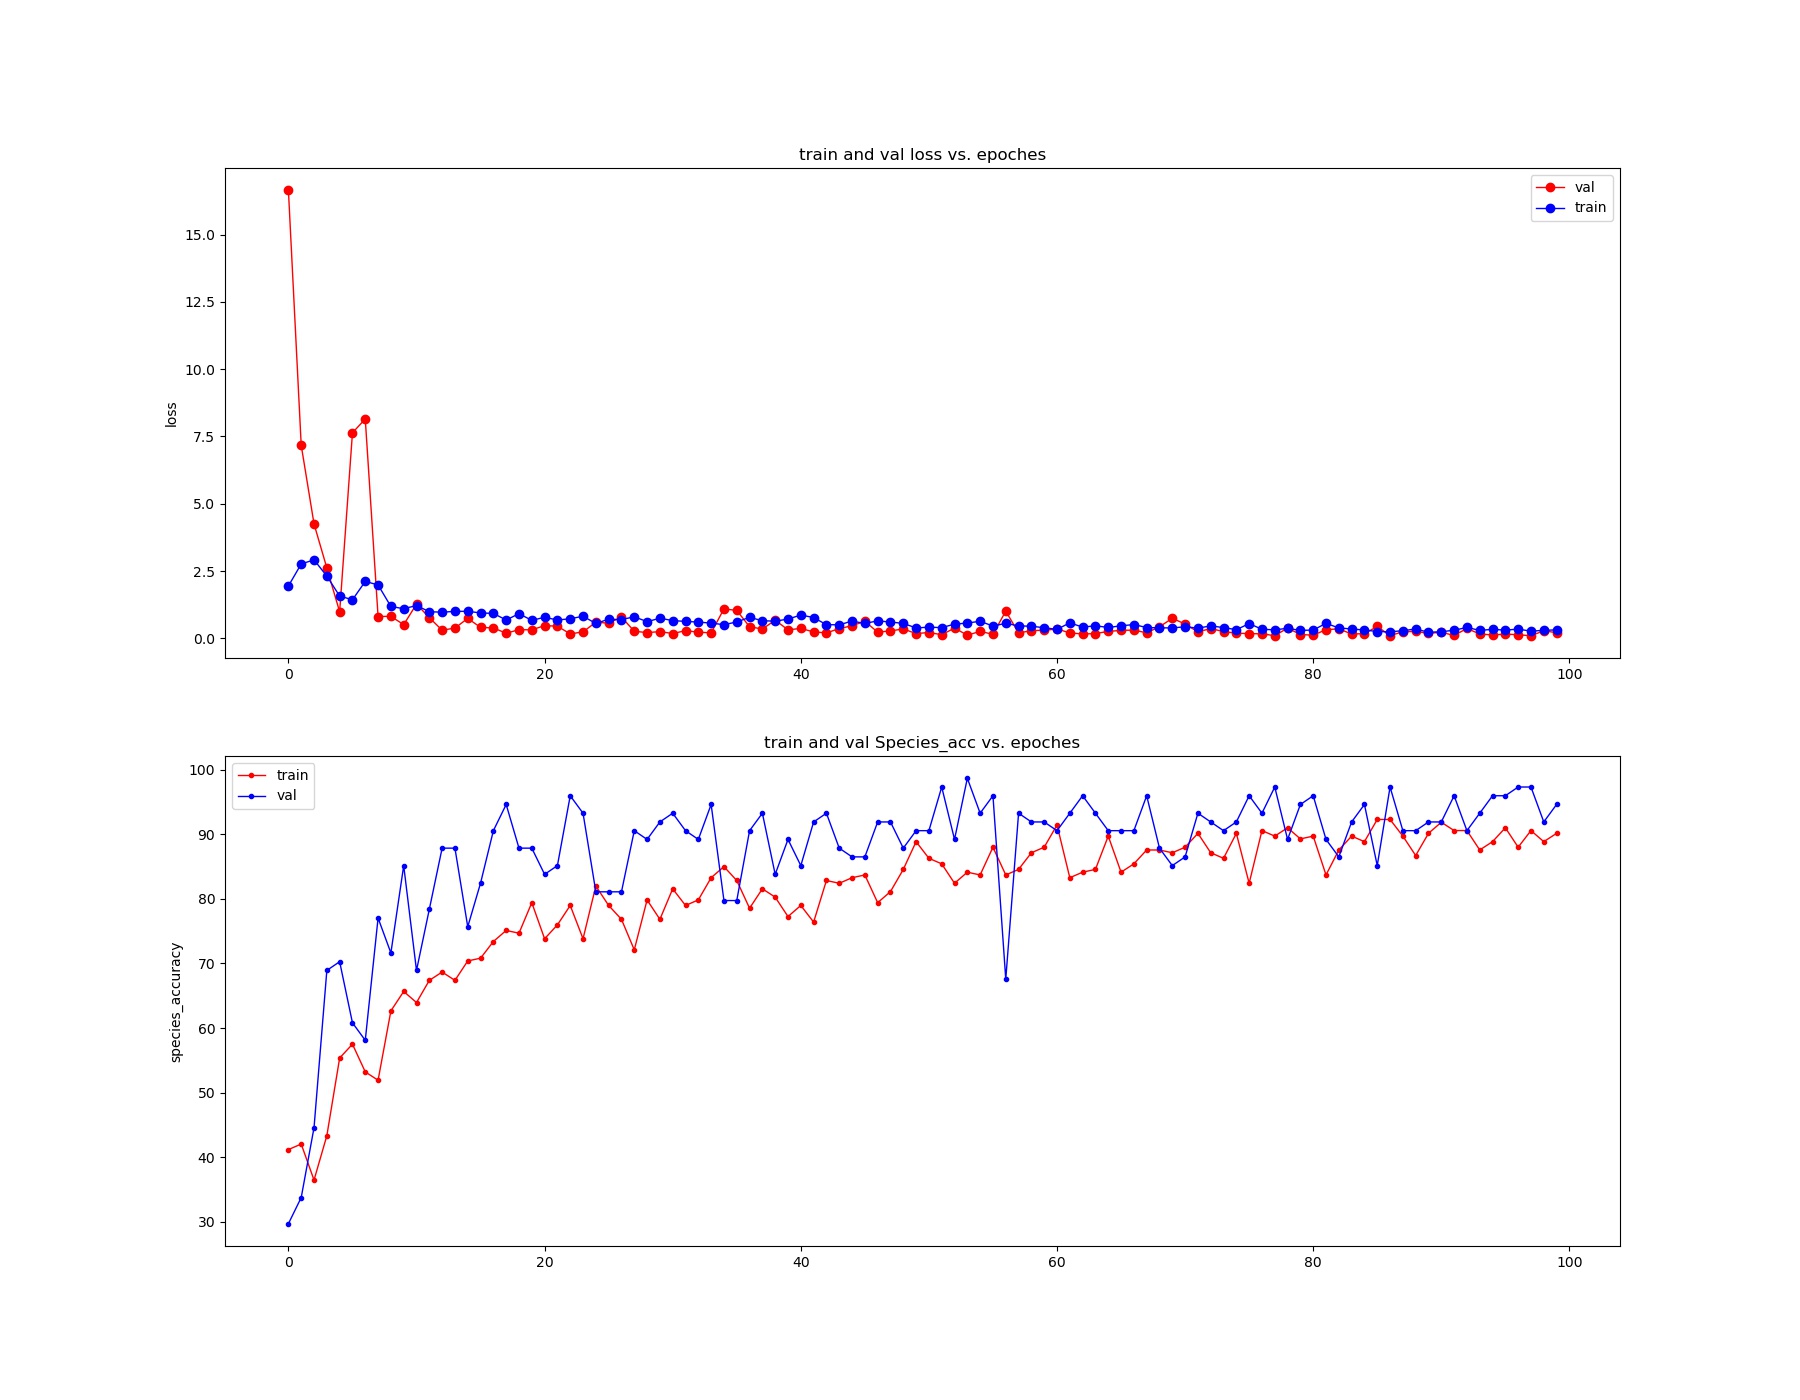 train and val loss vs. epoches
val
train
15.0
12.5
10.0
7.5
5.0
2.5
0.0
loss
0 20 40 60 80 100
train and val Species_acc vs. epoches
train
val
100
90
80
70
60
50
40
30
species_accuracy
0 20 40 60 80 100